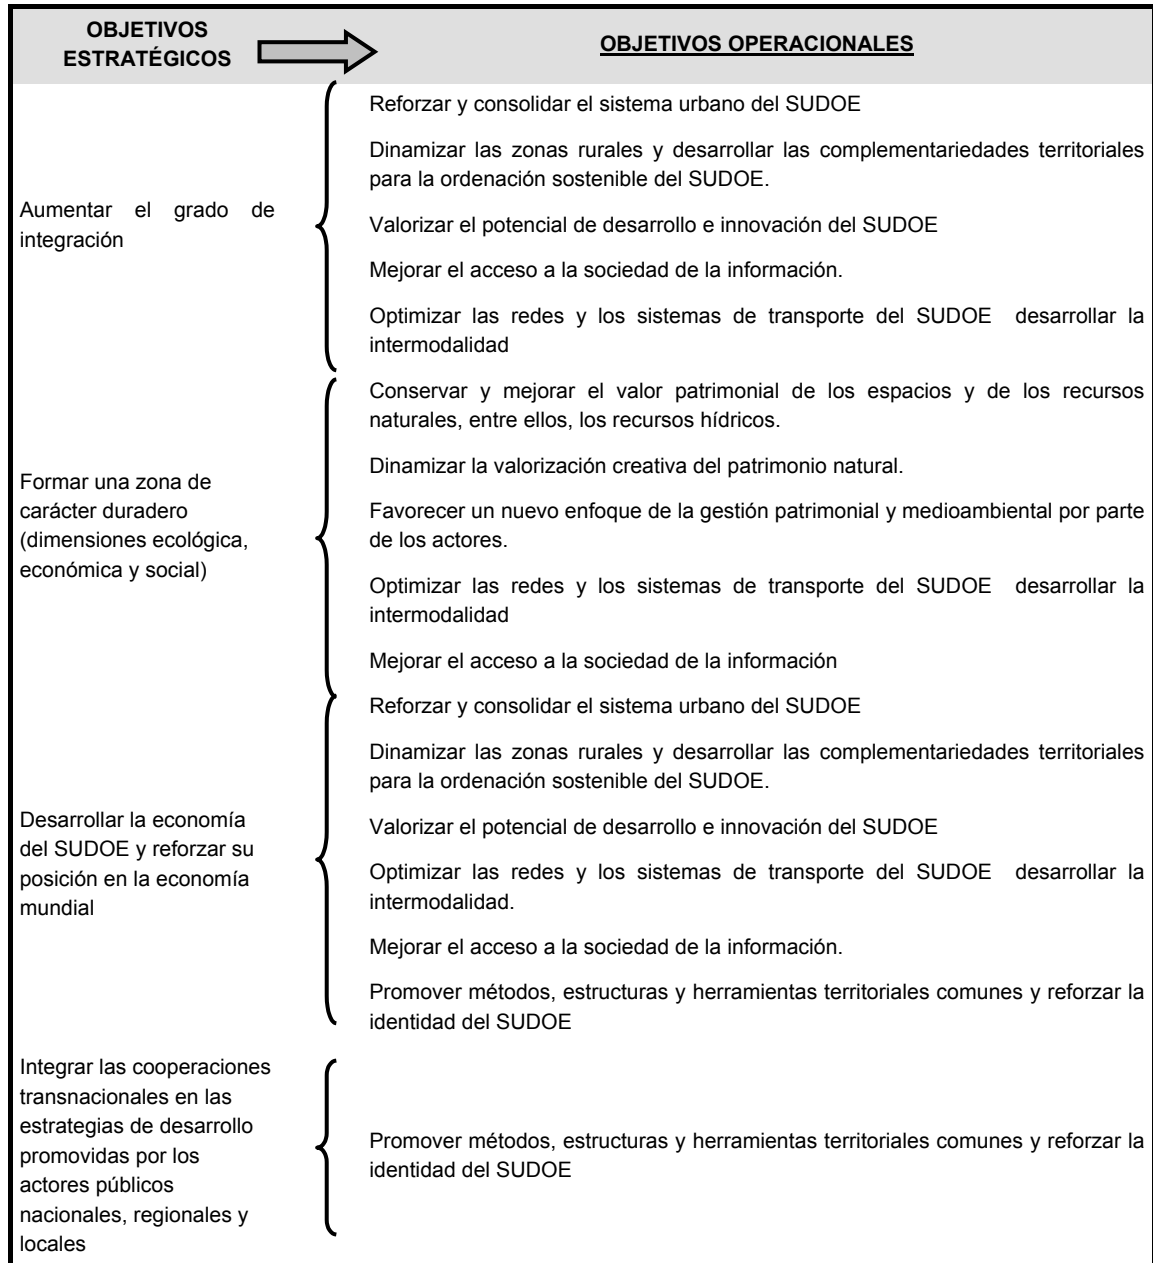 OBJETIVOS
ESTRATÉGICOS
OBJETIVOS OPERACIONALES
Aumentar el grado de
integración
Reforzar y consolidar el sistema urbano del SUDOE
Dinamizar las zonas rurales y desarrollar las complementariedades territoriales
para la ordenación sostenible del SUDOE.
Valorizar el potencial de desarrollo e innovación del SUDOE
Mejorar el acceso a la sociedad de la información.
Optimizar las redes y los sistemas de transporte del SUDOE desarrollar la
intermodalidad
Formar una zona de
carácter duradero
(dimensiones ecológica,
económica y social)
Conservar y mejorar el valor patrimonial de los espacios y de los recursos
naturales, entre ellos, los recursos hídricos.
Dinamizar la valorización creativa del patrimonio natural.
Favorecer un nuevo enfoque de la gestión patrimonial y medioambiental por parte
de los actores.
Optimizar las redes y los sistemas de transporte del SUDOE desarrollar la
intermodalidad
Mejorar el acceso a la sociedad de la información
Desarrollar la economía
del SUDOE y reforzar su
posición en la economía
mundial
Reforzar y consolidar el sistema urbano del SUDOE
Dinamizar las zonas rurales y desarrollar las complementariedades territoriales
para la ordenación sostenible del SUDOE.
Valorizar el potencial de desarrollo e innovación del SUDOE
Optimizar las redes y los sistemas de transporte del SUDOE desarrollar la
intermodalidad.
Mejorar el acceso a la sociedad de la información.
Promover métodos, estructuras y herramientas territoriales comunes y reforzar la
identidad del SUDOE
Integrar las cooperaciones
transnacionales en las
estrategias de desarrollo
promovidas por los
actores públicos
nacionales, regionales y
locales
Promover métodos, estructuras y herramientas territoriales comunes y reforzar la
identidad del SUDOE